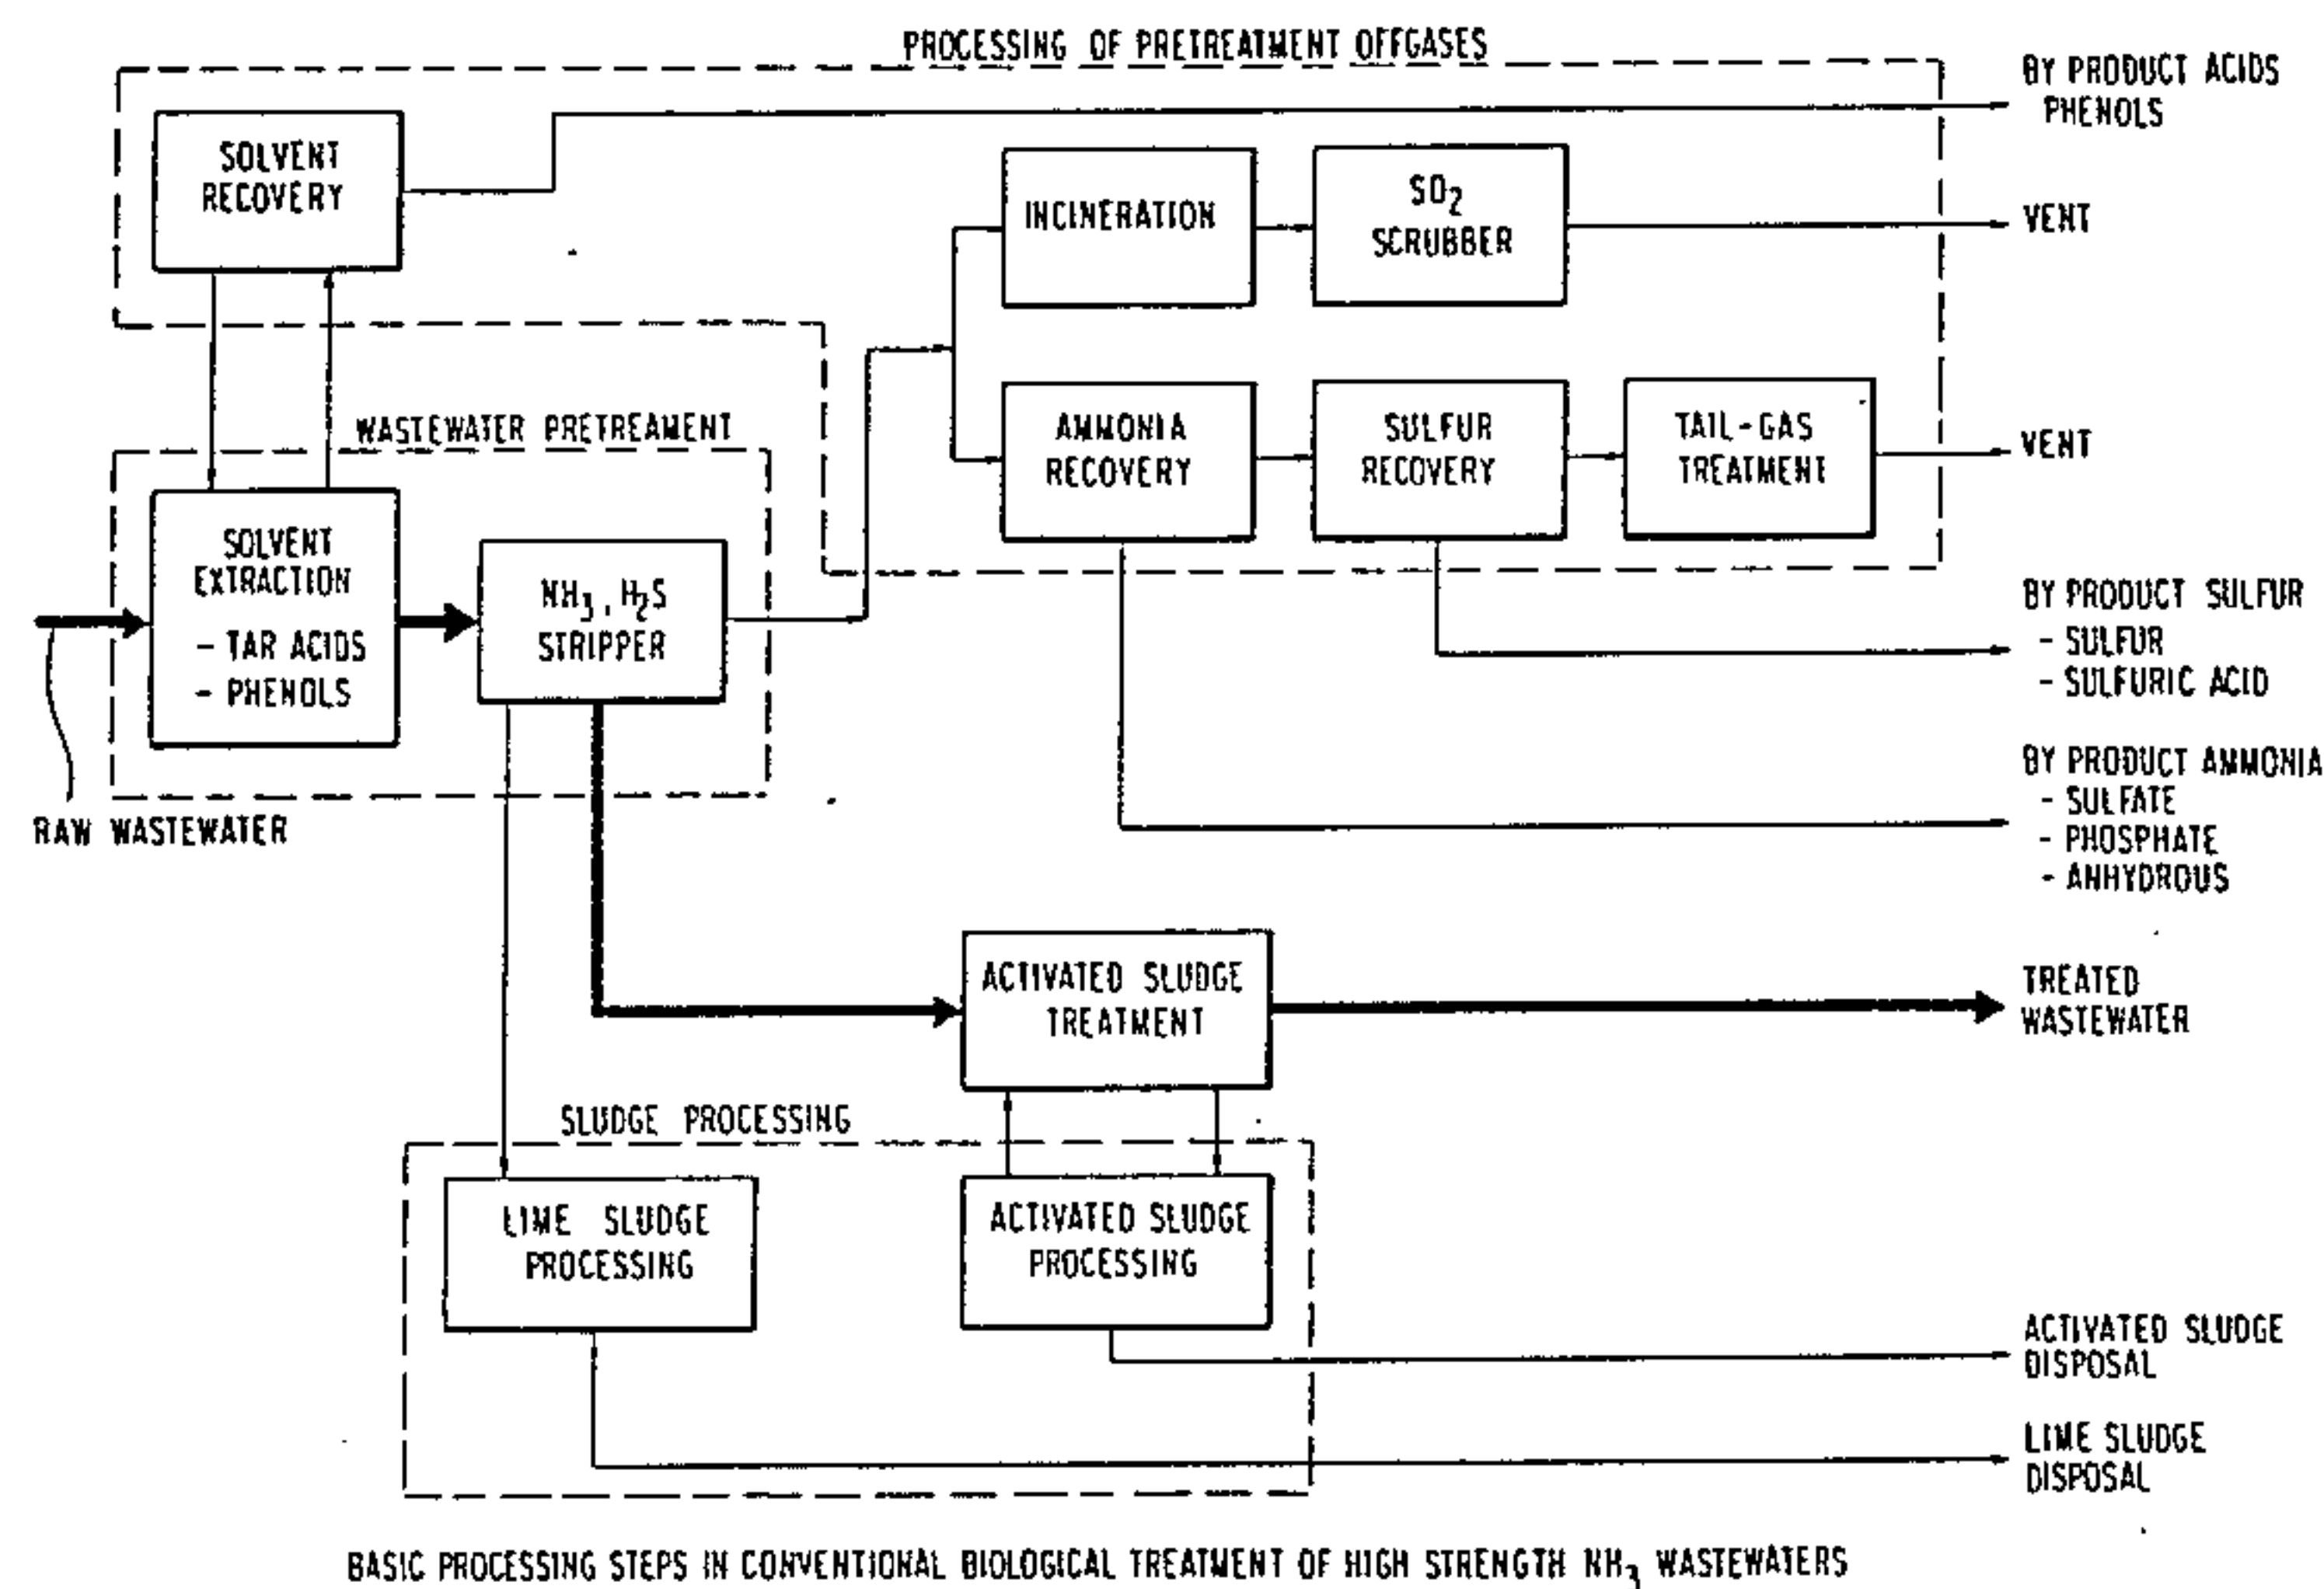 PROCESSING OF PRETREATMENT OFFGASES
BY PRODUCT ACIDS
PHENOLS
SOLVENT
RECOVERY
INCINERATION
SO2
SCRUBBER
VENT
WASTEWATER PRETREAMENT
AMMONIA
RECOVERY
SULFUR
RECOVERY
TAIL-GAS
TREATMENT
VENT
SOLVENT
EXTRACTION
- TAR ACIDS
- PHENOLS
NH3, H2S
STRIPPER
BY PRODUCT SULFUR
- SULFUR
- SULFURIC ACID
RAW WASTEWATER
BY PRODUCT AMMONIA
- SULFATE
- PHOSPHATE
- ANHYDROUS
ACTIVATED SLUDGE
TREATMENT
TREATED
WASTEWATER
SLUDGE PROCESSING
LIME SLUDGE
PROCESSING
ACTIVATED SLUDGE
PROCESSING
ACTIVATED SLUDGE
DISPOSAL
LIME SLUDGE
DISPOSAL
BASIC PROCESSING STEPS IN CONVENTIONAL BIOLOGICAL TREATMENT OF HIGH STRENGTH NH3 WASTEWATERS